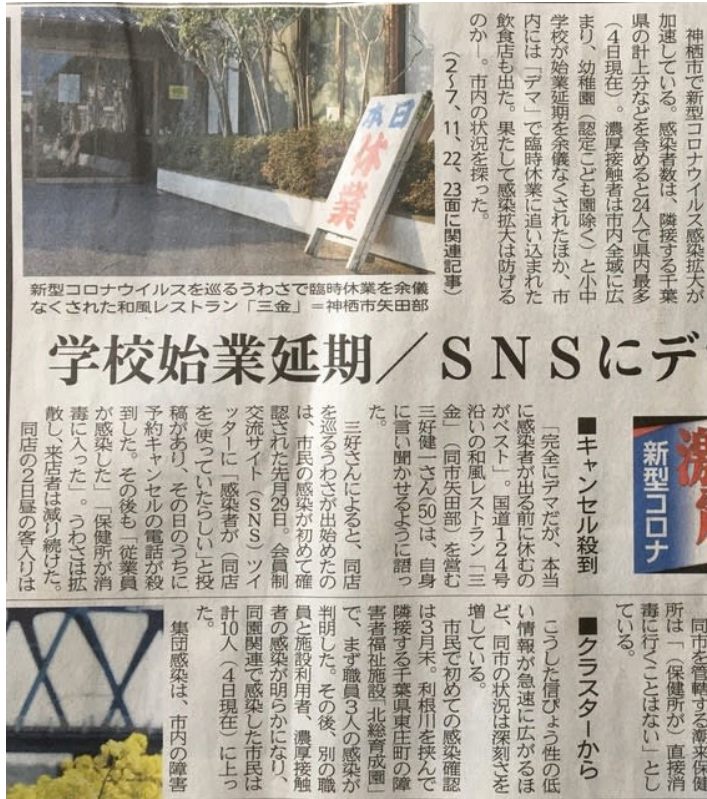 神栖市で新型コロナウイルス感染拡大が
加速している。感染者数は、隣接する千葉
県の計上分などを含めると24人で県内最多
（４日現在）。濃厚接触者は市内全域に広
まり、幼稚園（認定こども園除く）と小中
学校が始業延期を余儀なくされたほか、市
内には「デマ」で臨時休業に追い込まれた
飲食店も出た。果たして感染拡大は防げる
のか―。市内の状況を探った。
（２〜７、11、22、23面に関連記事）
本日
休業
新型コロナウイルスを巡るうわさで臨時休業を余儀
なくされた和風レストラン「三金」＝神栖市矢田部
学校始業延期／ＳＮＳにデ
新型コロナ
■キャンセル殺到
「完全にデマだが、本当
に感染者が出る前に休むの
がベスト」。国道１２４号
沿いの和風レストラン「三
金」（同市矢田部）を営む
三好健一さん(50)は、自身
に言い聞かせるように語っ
た。
三好さんによると、同店
を巡るうわさが出始めたの
は、市民の感染が初めて確
認された先月29日。会員制
交流サイト（ＳＮＳ）ツイ
ッターに「感染者が（同店
を）使っていたらしい」と投
稿があり、その日のうちに
予約キャンセルの電話が殺
到した。その後も「従業員
が感染した」「保健所が消
毒に入った」。うわさは拡
散し、来店者は減り続けた。
同店の２日昼の客入りは
同市を管轄する潮来保健
所は「（保健所が）直接消
毒に行くことはない」とし
ている。
■クラスターから
こうした信ぴょう性の低
い情報が急速に広がるほ
ど、同市の状況は深刻さを
増している。
市民で初めての感染確認
は３月末。利根川を挟んで
隣接する千葉県東庄町の障
害者福祉施設「北総育成園」
で、まず職員３人の感染が
判明した。その後、別の職
員と施設利用者、濃厚接触
者の感染が明らかになり、
同園関連で感染した市民は
計10人（４日現在）に上っ
た。
集団感染は、市内の障害